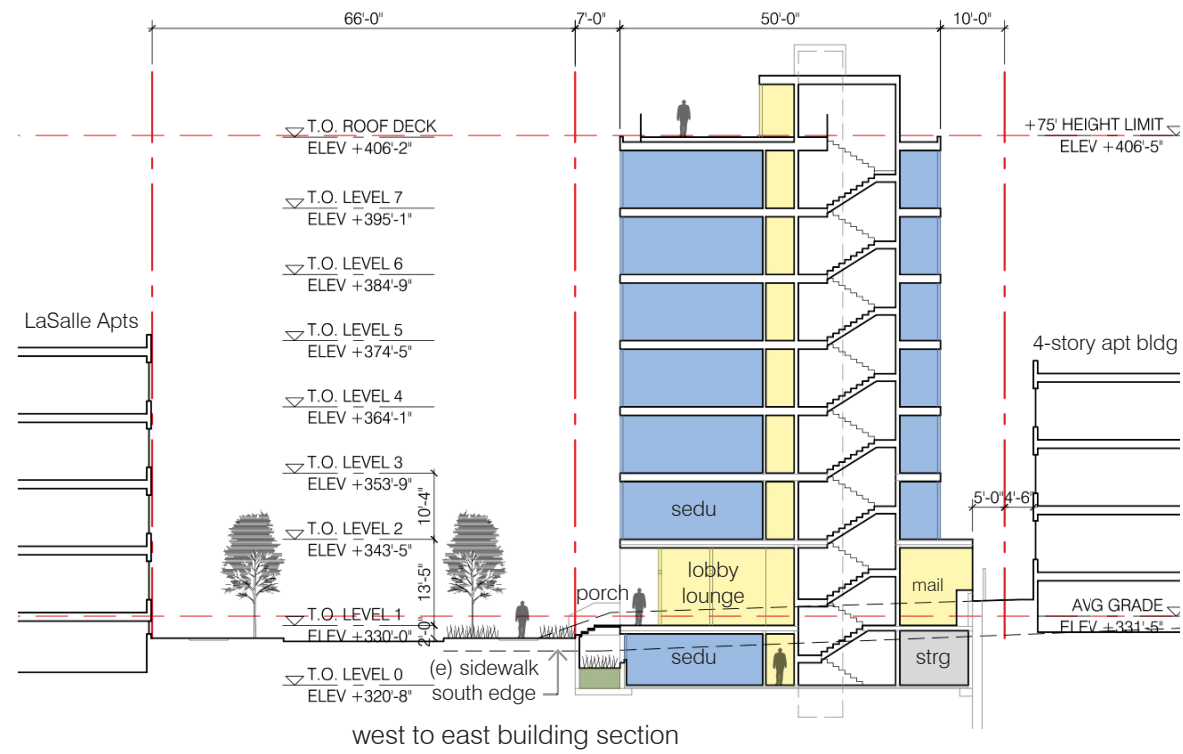 66'-0"
7'-0"
50'-0"
10'-0"
T.O. ROOF DECK
ELEV +406'-2"
+75' HEIGHT LIMIT
ELEV +406'-5"
T.O. LEVEL 7
ELEV +395'-1"
T.O. LEVEL 6
ELEV +384'-9"
LaSalle Apts
T.O. LEVEL 5
ELEV +374'-5"
4-story apt bldg
T.O. LEVEL 4
ELEV +364'-1"
T.O. LEVEL 3
ELEV +353'-9"
10'-4"
sedu
5'-0"
4'-6"
T.O. LEVEL 2
ELEV +343'-5"
13'-5"
lobby
lounge
mail
porch
T.O. LEVEL 1
ELEV +330'-0"
2'-0"
AVG GRADE
ELEV +331'-5"
(e) sidewalk
south edge
sedu
strg
T.O. LEVEL 0
ELEV +320'-8"
west to east building section